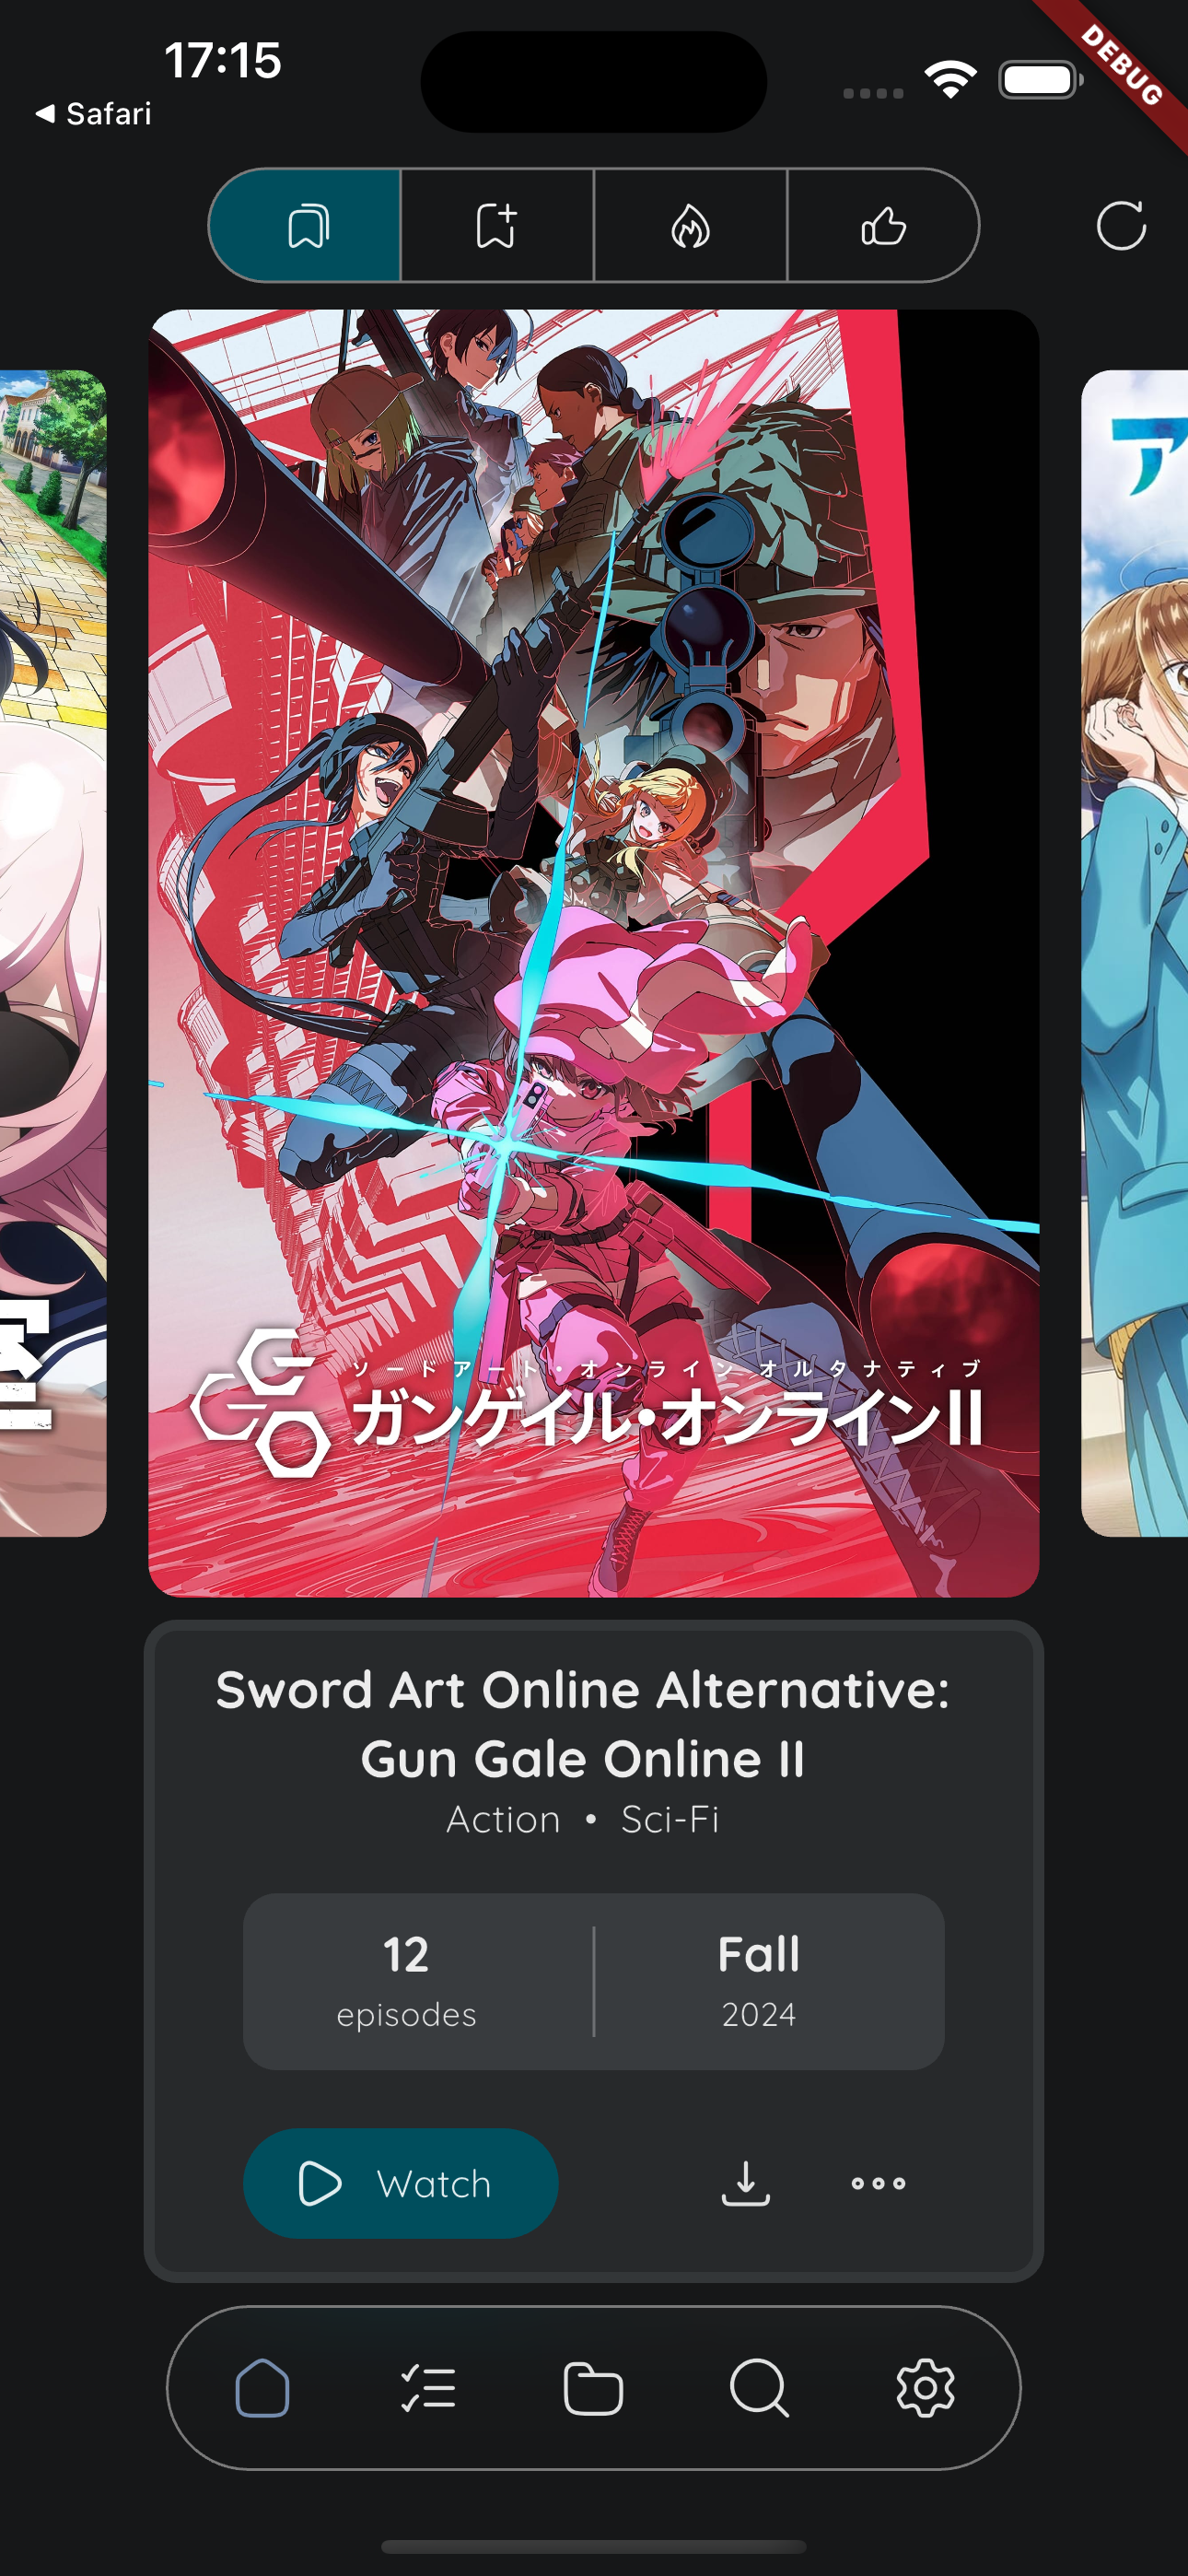 17:15
Safari
DEBUG
ア
ソードアート・オンライン オルタナティブ
ガンゲイル・オンラインII
Sword Art Online Alternative:
Gun Gale Online II
Action • Sci-Fi
12
episodes
Fall
2024
Watch